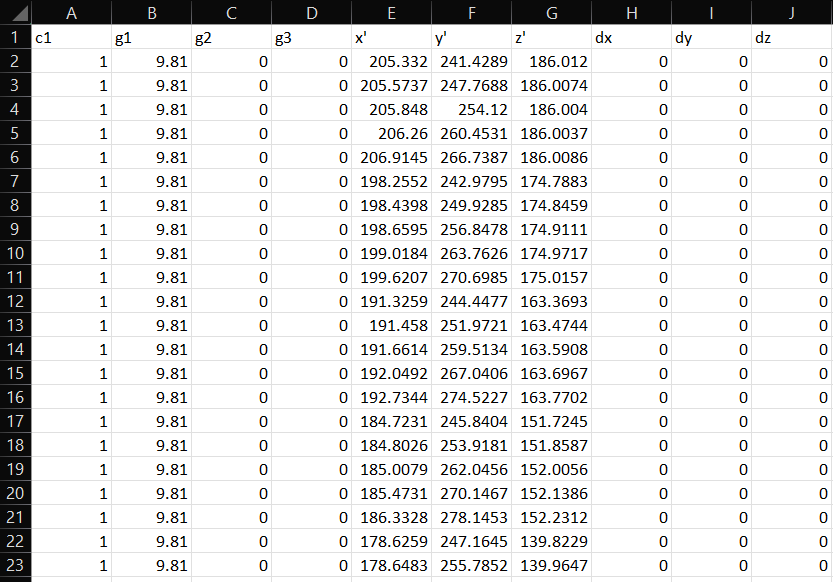 A B C D E F G H I J
1 c1 g1 g2 g3 x' y' z' dx dy dz
2 1 9.81 0 0 205.332 241.4289 186.012 0 0 0
3 1 9.81 0 0 205.5737 247.7688 186.0074 0 0 0
4 1 9.81 0 0 205.848 254.12 186.004 0 0 0
5 1 9.81 0 0 206.26 260.4531 186.0037 0 0 0
6 1 9.81 0 0 206.9145 266.7387 186.0086 0 0 0
7 1 9.81 0 0 198.2552 242.9795 174.7883 0 0 0
8 1 9.81 0 0 198.4398 249.9285 174.8459 0 0 0
9 1 9.81 0 0 198.6595 256.8478 174.9111 0 0 0
10 1 9.81 0 0 199.0184 263.7626 174.9717 0 0 0
11 1 9.81 0 0 199.6207 270.6985 175.0157 0 0 0
12 1 9.81 0 0 191.3259 244.4477 163.3693 0 0 0
13 1 9.81 0 0 191.458 251.9721 163.4744 0 0 0
14 1 9.81 0 0 191.6614 259.5134 163.5908 0 0 0
15 1 9.81 0 0 192.0492 267.0406 163.6967 0 0 0
16 1 9.81 0 0 192.7344 274.5227 163.7702 0 0 0
17 1 9.81 0 0 184.7231 245.8404 151.7245 0 0 0
18 1 9.81 0 0 184.8026 253.9181 151.8587 0 0 0
19 1 9.81 0 0 185.0079 262.0456 152.0056 0 0 0
20 1 9.81 0 0 185.4731 270.1467 152.1386 0 0 0
21 1 9.81 0 0 186.3328 278.1453 152.2312 0 0 0
22 1 9.81 0 0 178.6259 247.1645 139.8229 0 0 0
23 1 9.81 0 0 178.6483 255.7852 139.9647 0 0 0